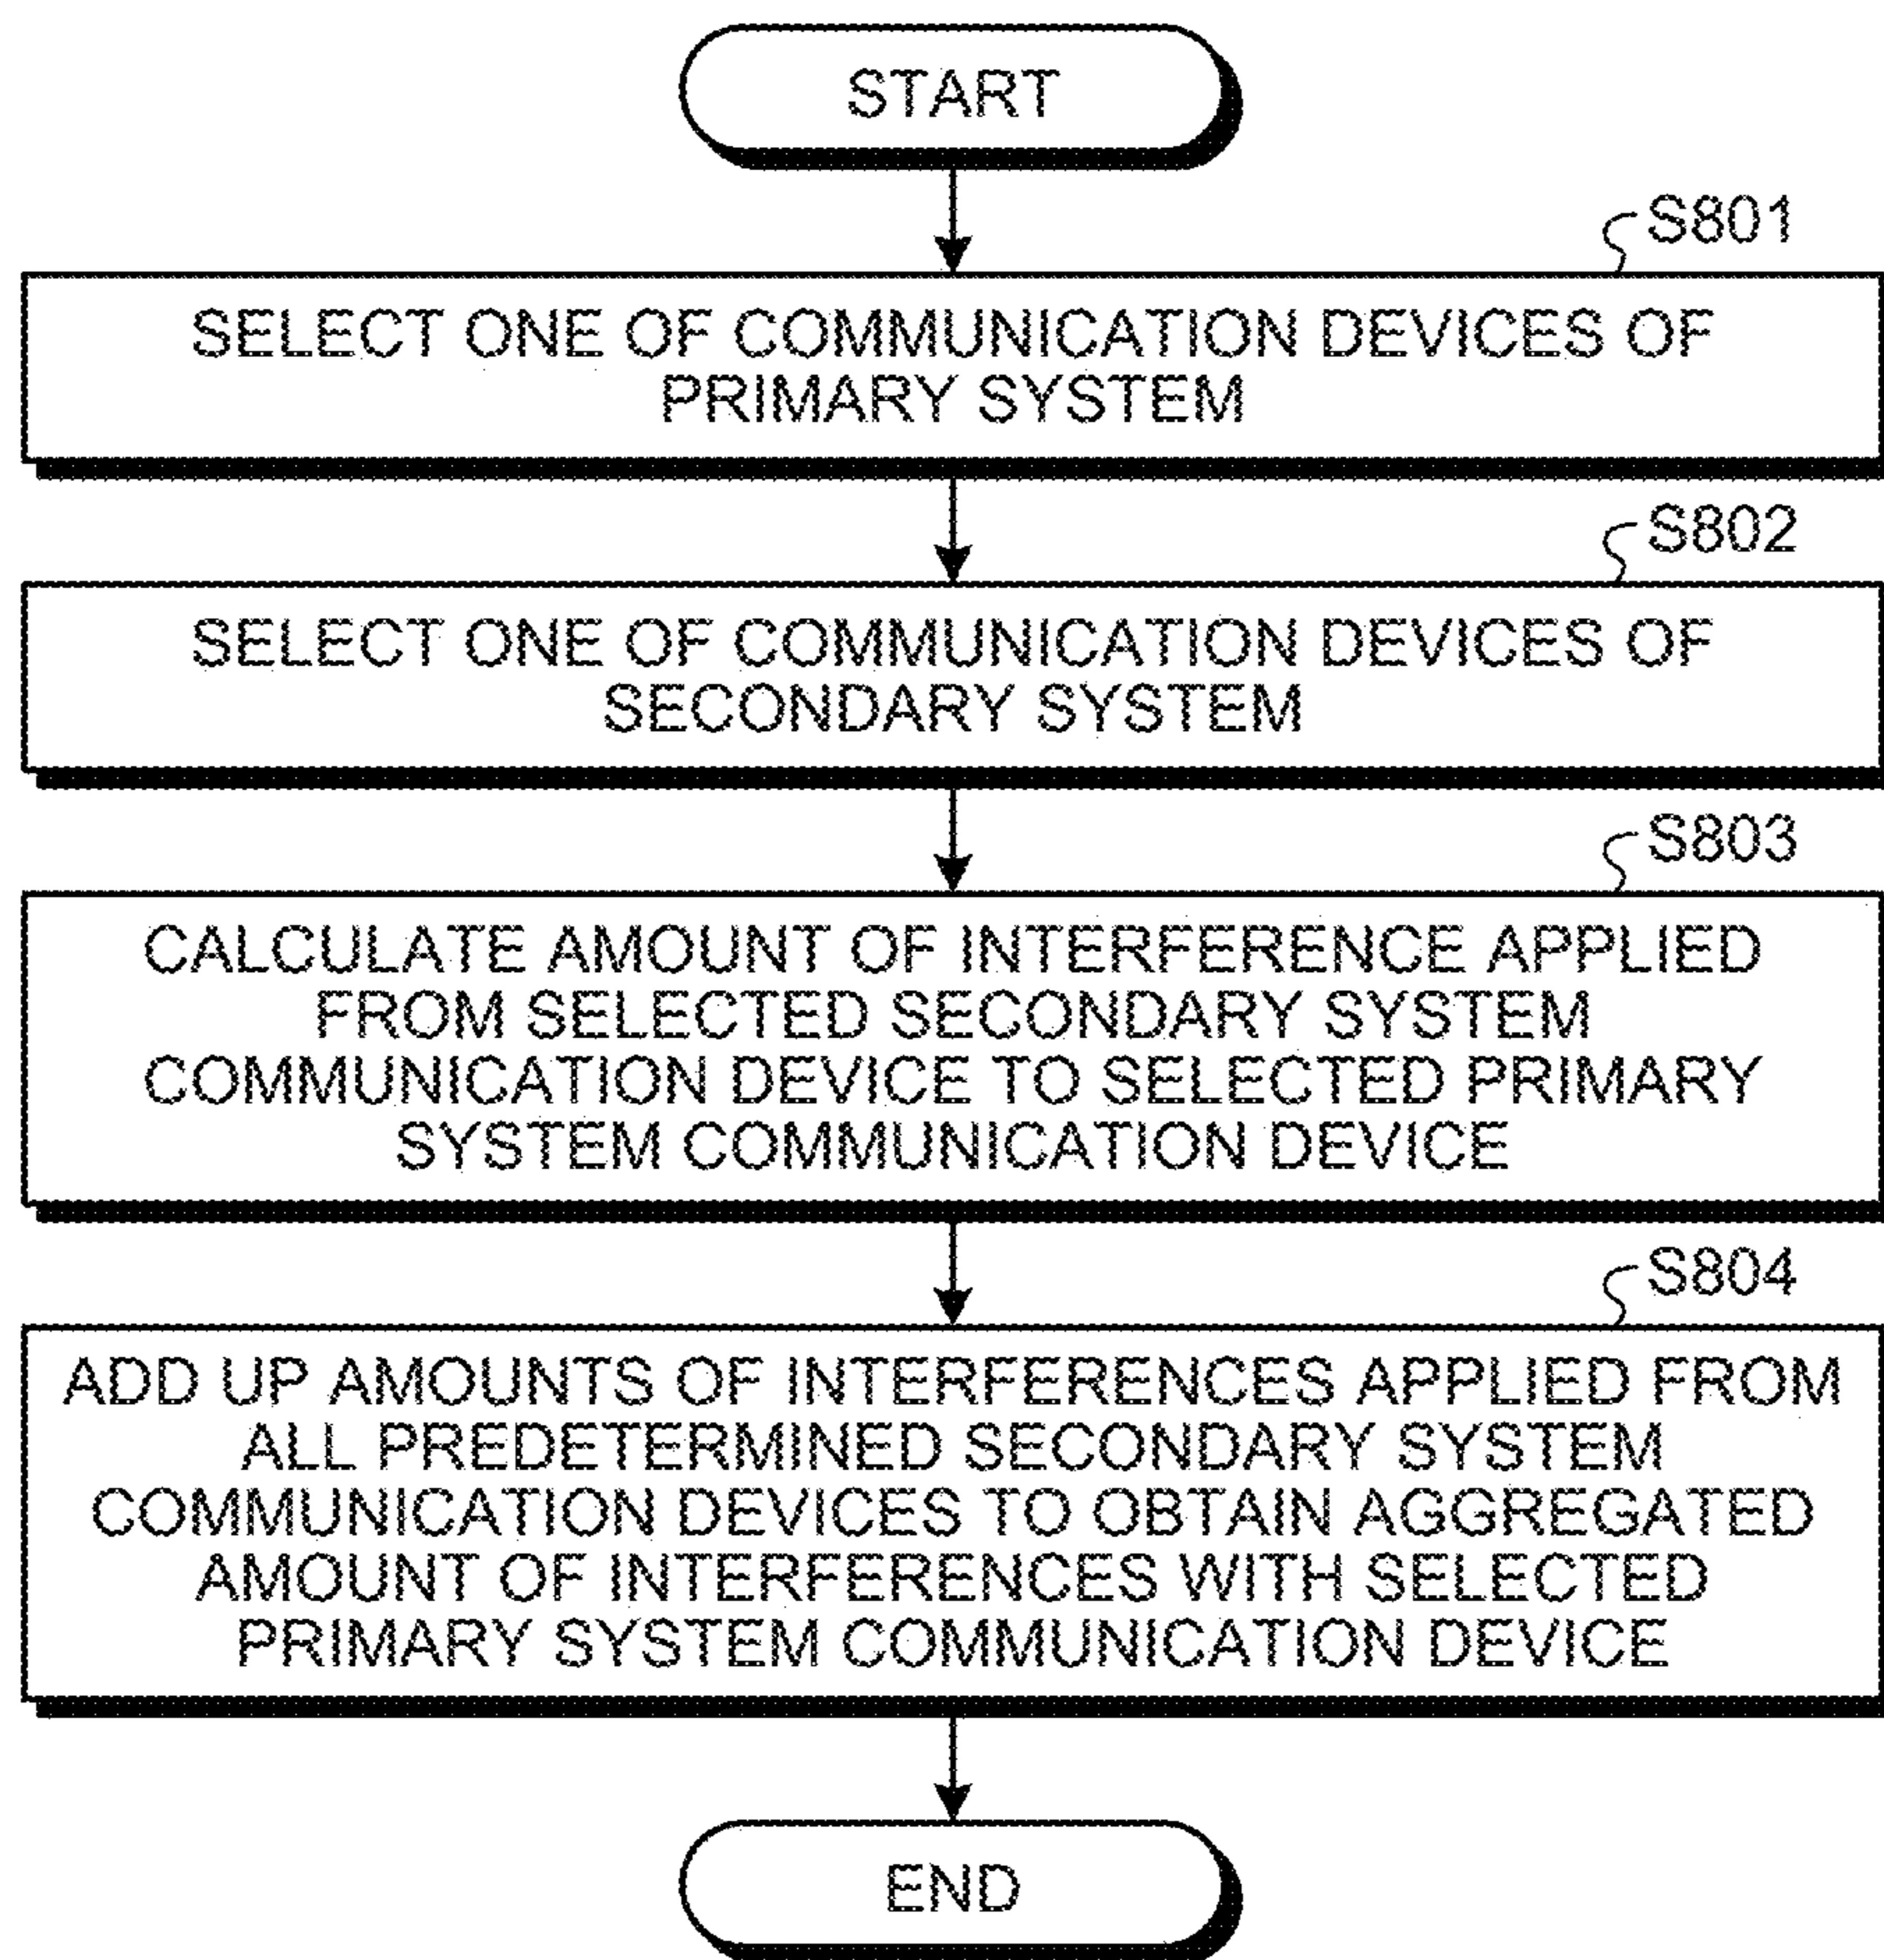 START
S801
SELECT ONE OF COMMUNICATION DEVICES OF
PRIMARY SYSTEM
S802
SELECT ONE OF COMMUNICATION DEVICES OF
SECONDARY SYSTEM
S803
CALCULATE AMOUNT OF INTERFERENCE APPLIED
FROM SELECTED SECONDARY SYSTEM
COMMUNICATION DEVICE TO SELECTED PRIMARY
SYSTEM COMMUNICATION DEVICE
S804
ADD UP AMOUNTS OF INTERFERENCES APPLIED FROM
ALL PREDETERMINED SECONDARY SYSTEM
COMMUNICATION DEVICES TO OBTAIN AGGREGATED
AMOUNT OF INTERFERENCES WITH SELECTED
PRIMARY SYSTEM COMMUNICATION DEVICE
END